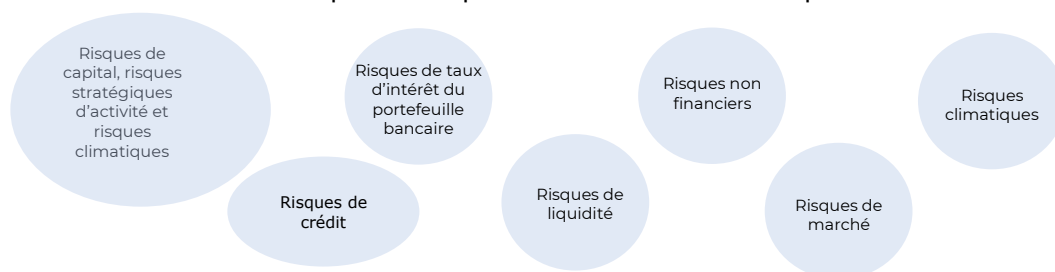 Risques de
capital, risques
stratégiques
d'activité et
risques
climatiques
Risques de taux
d'intérêt du
portefeuille
bancaire
Risques non
financiers
Risques
climatiques
Risques de
crédit
Risques de
liquidité
Risques de
marché